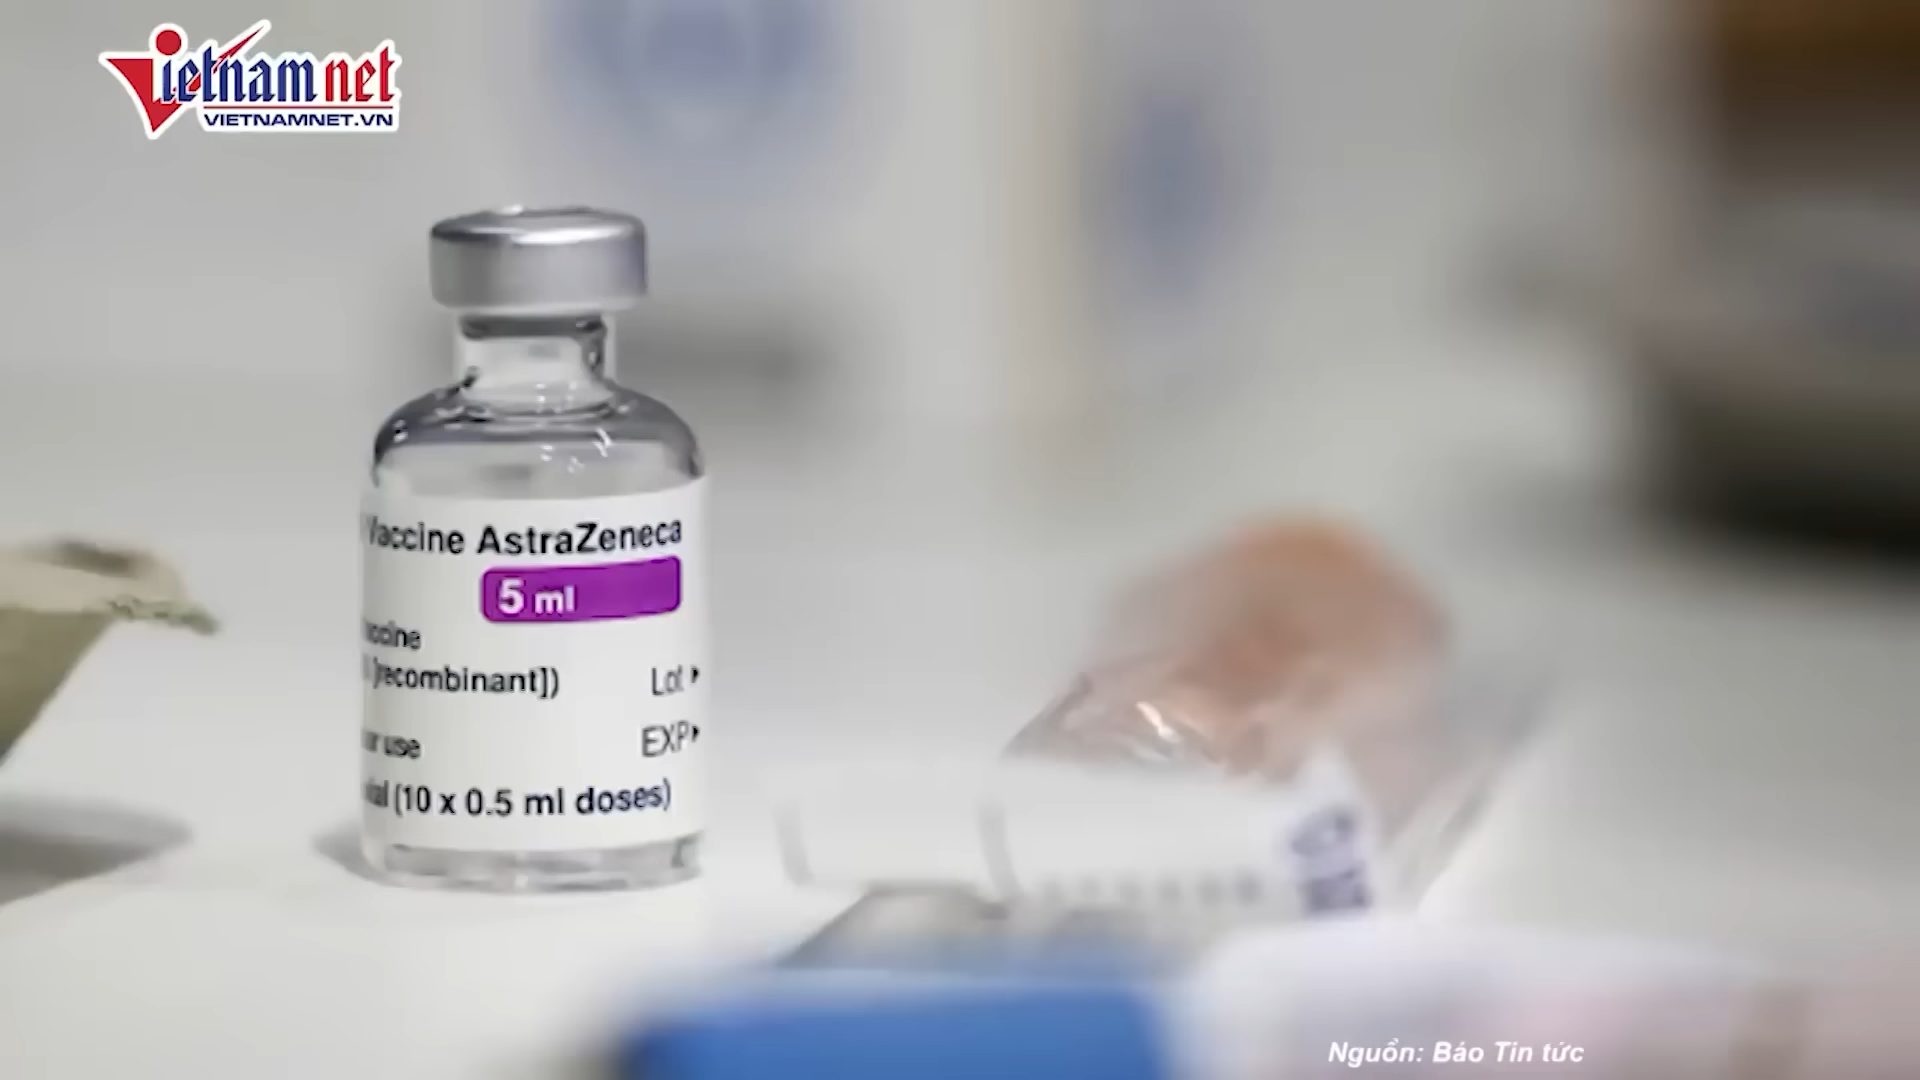 Vietnamnet
VIETNAMNET.VN
Vaccine AstraZeneca
5 ml
[recombinant])
Lot
use
EXP
(10 x 0.5 ml doses)
Nguồn: Báo Tin tức